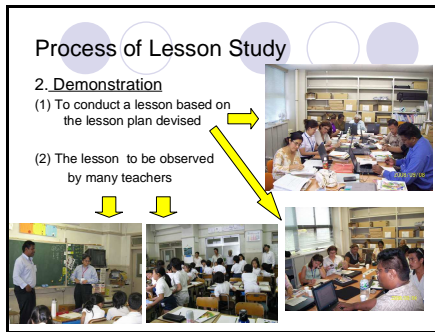 Process of Lesson Study
2. Demonstration
(1) To conduct a lesson based on
the lesson plan devised
(2) The lesson to be observed
by many teachers